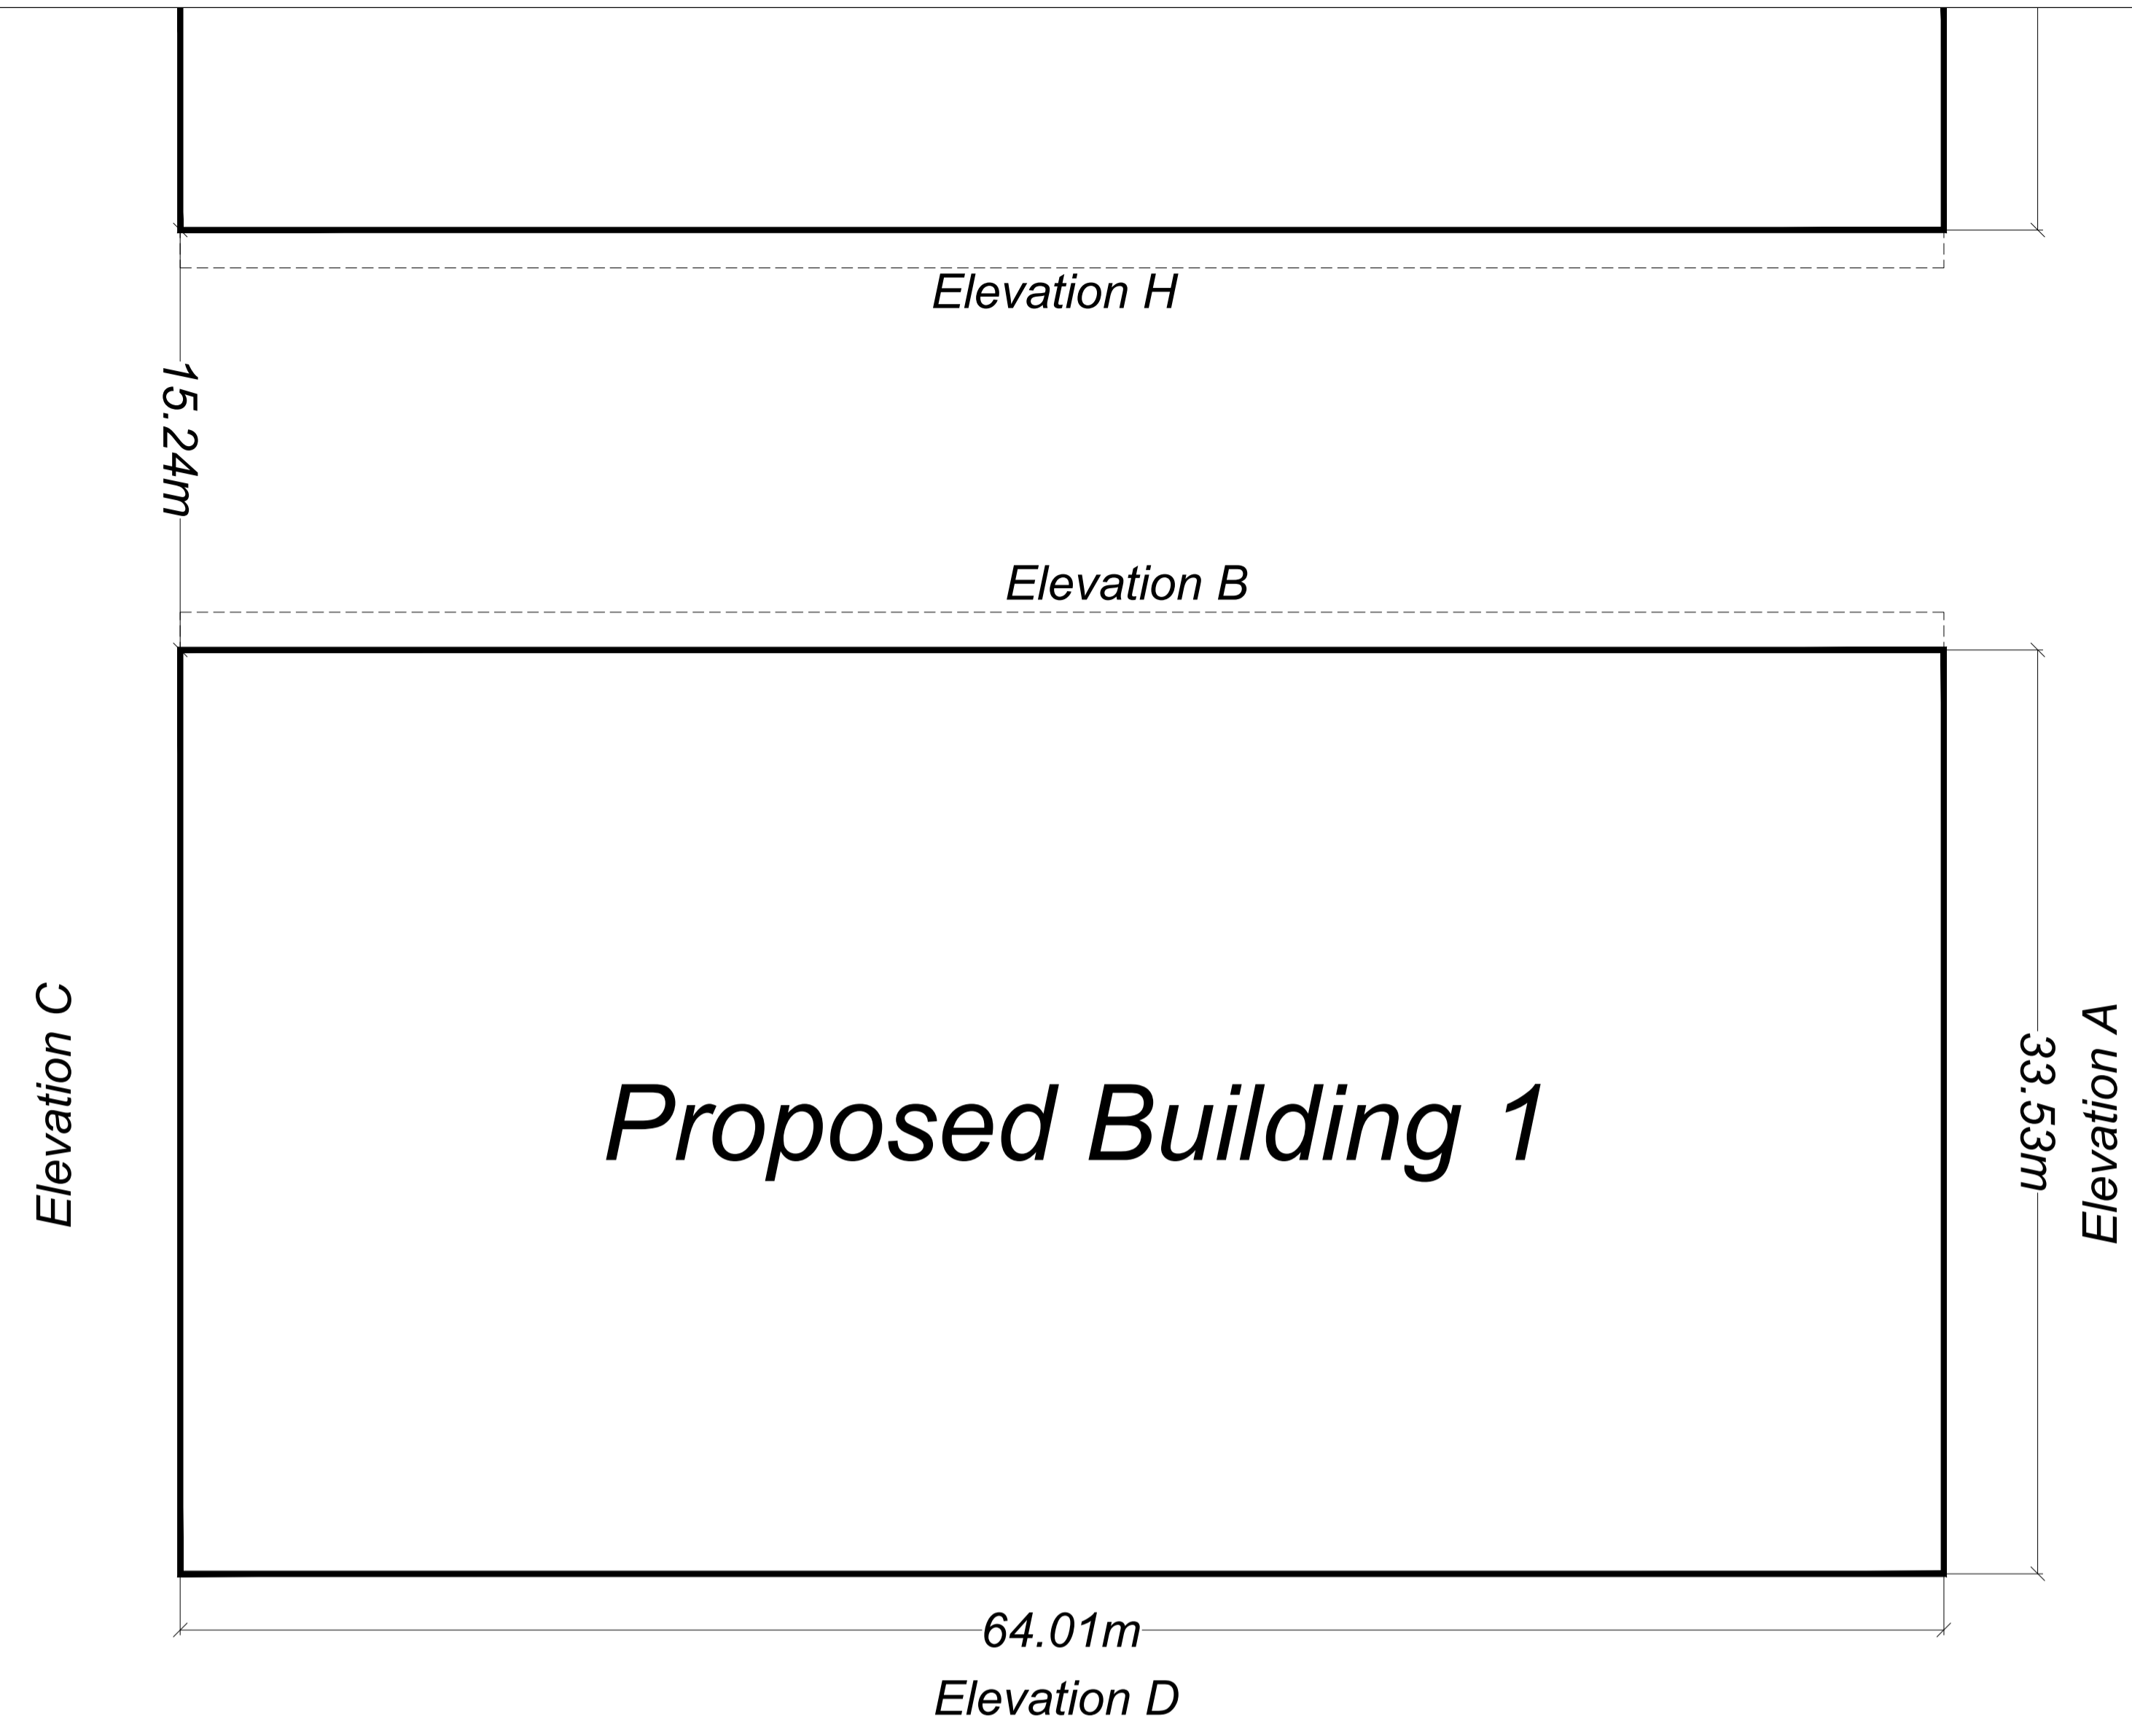 Elevation H
15.24m
Elevation B
Elevation C
Proposed Building 1
33.53m
Elevation A
64.01m
Elevation D